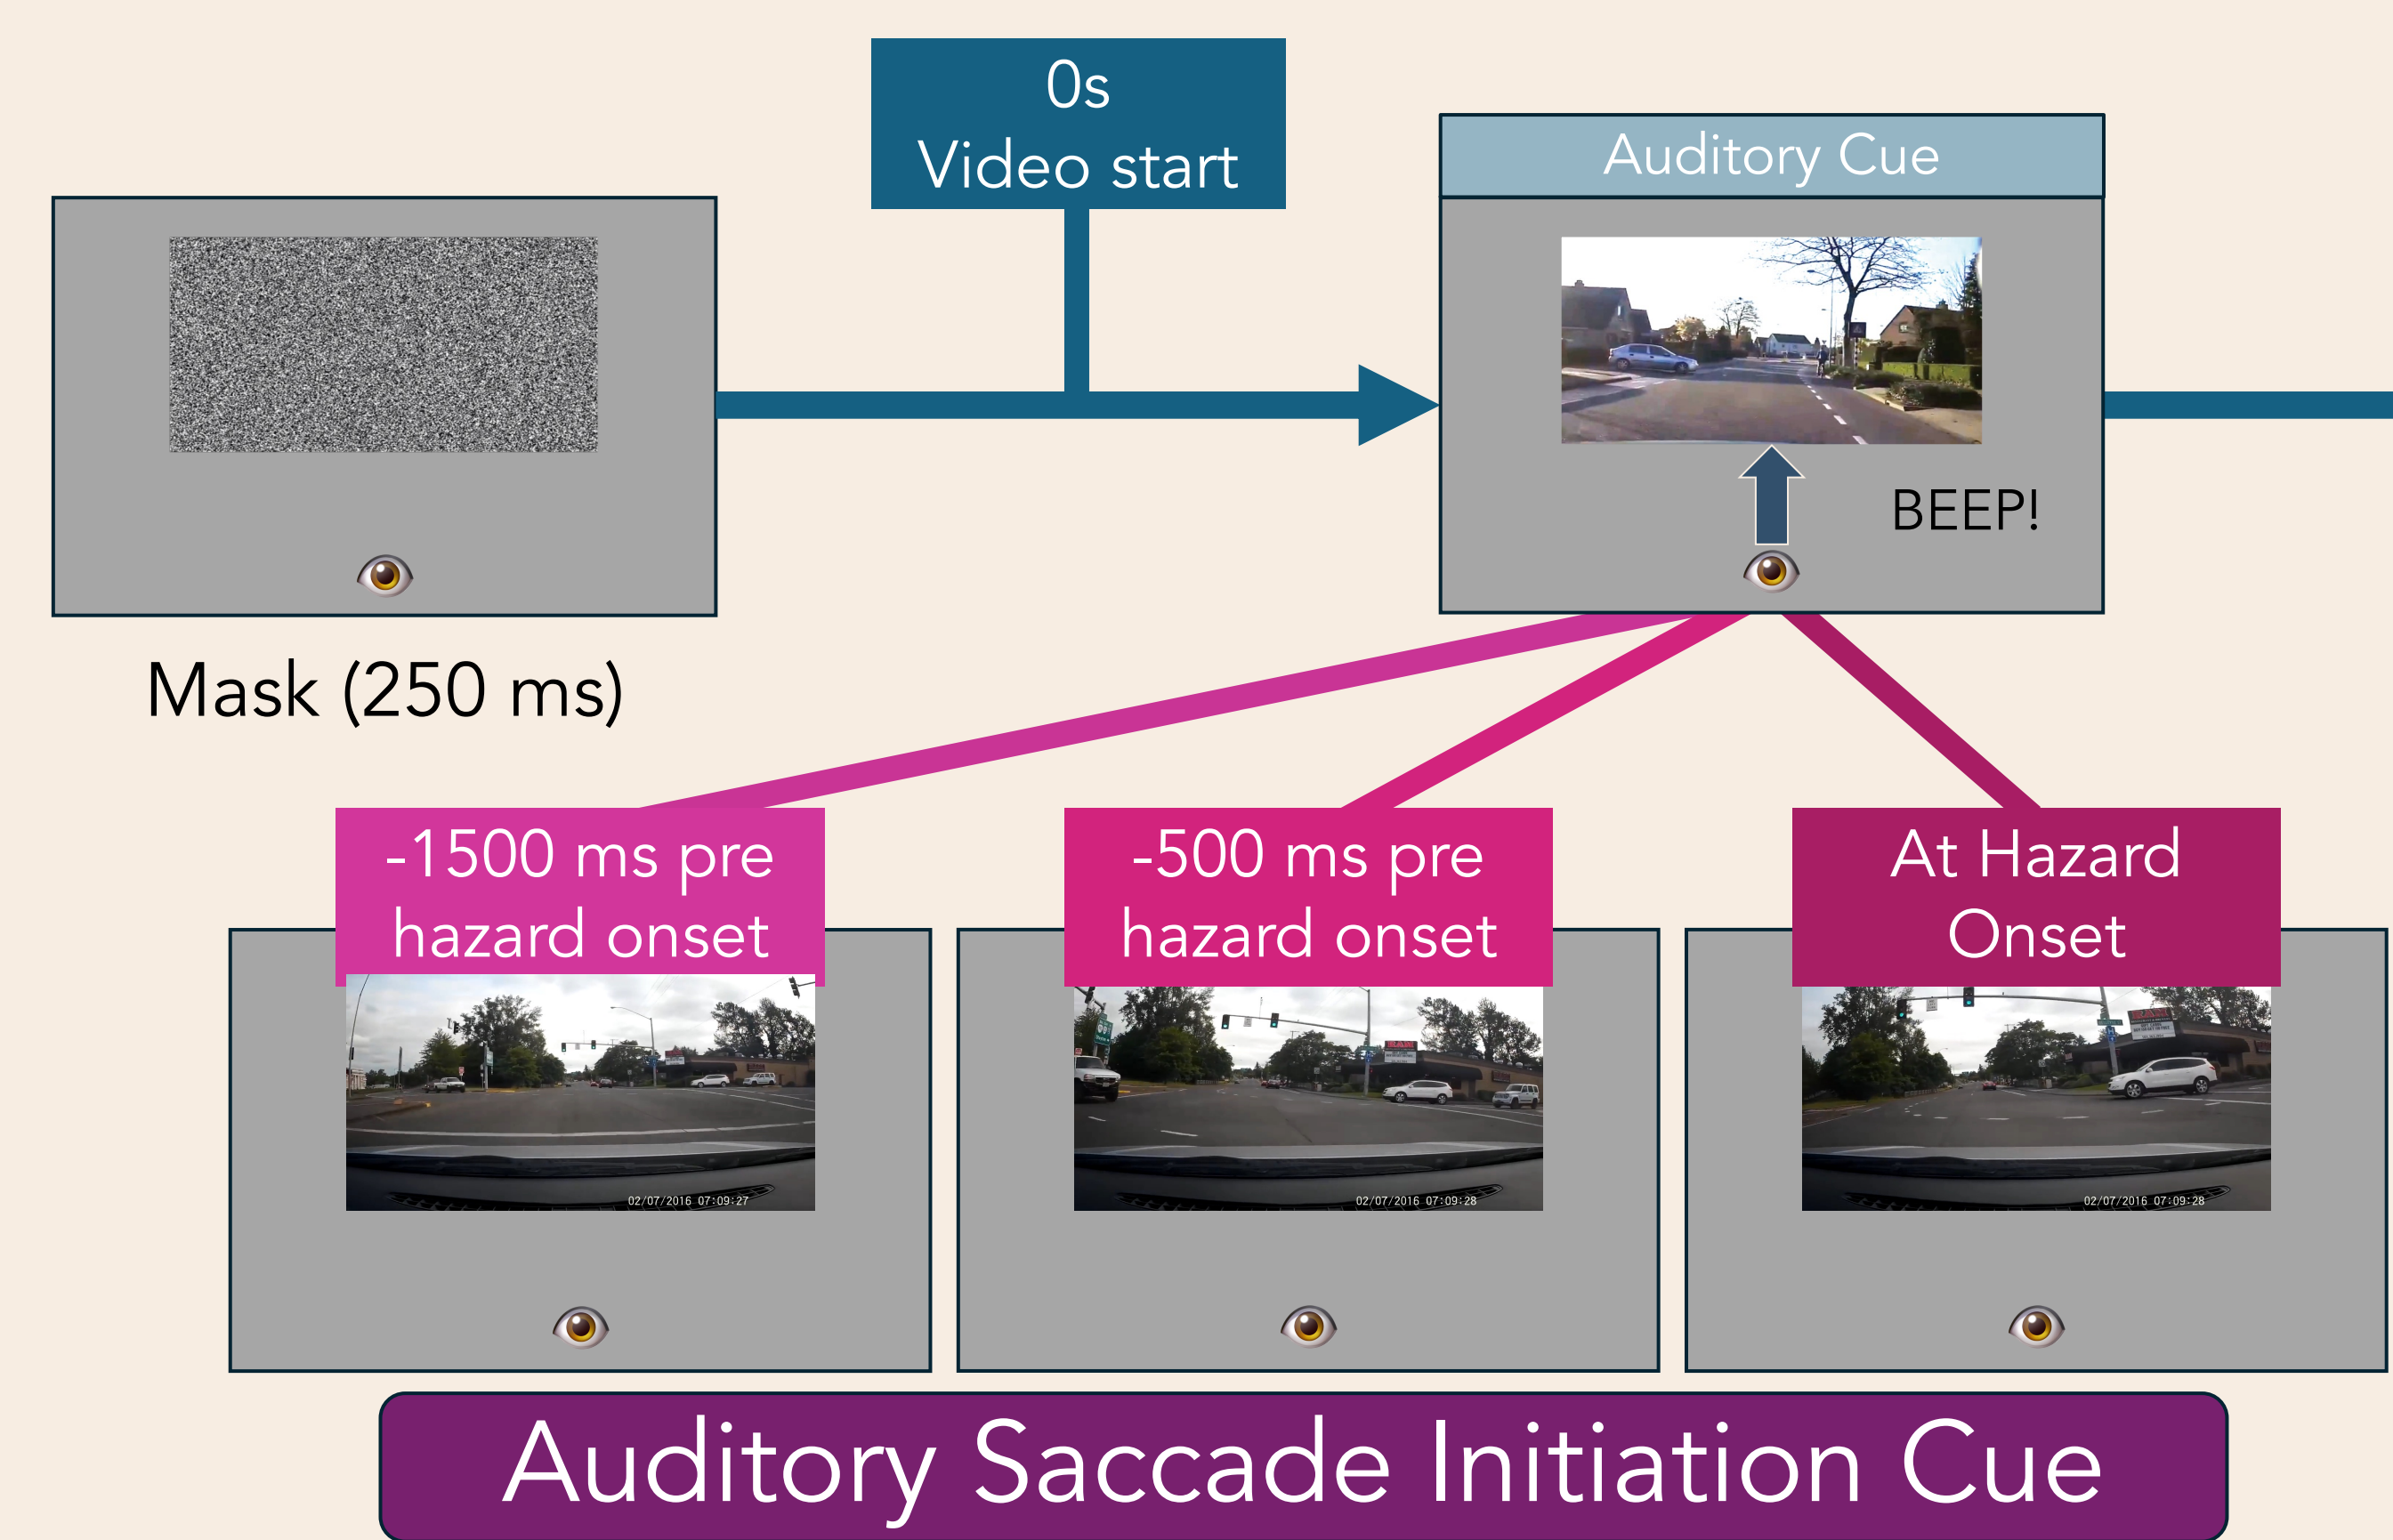 0s
Video start
Auditory Cue
BEEP!
Mask (250 ms)
-1500 ms pre
hazard onset
-500 ms pre
hazard onset
At Hazard
Onset
02/07/2016 07:09:27
02/07/2016 07:09:28
02/07/2016 07:09:28
Auditory Saccade Initiation Cue